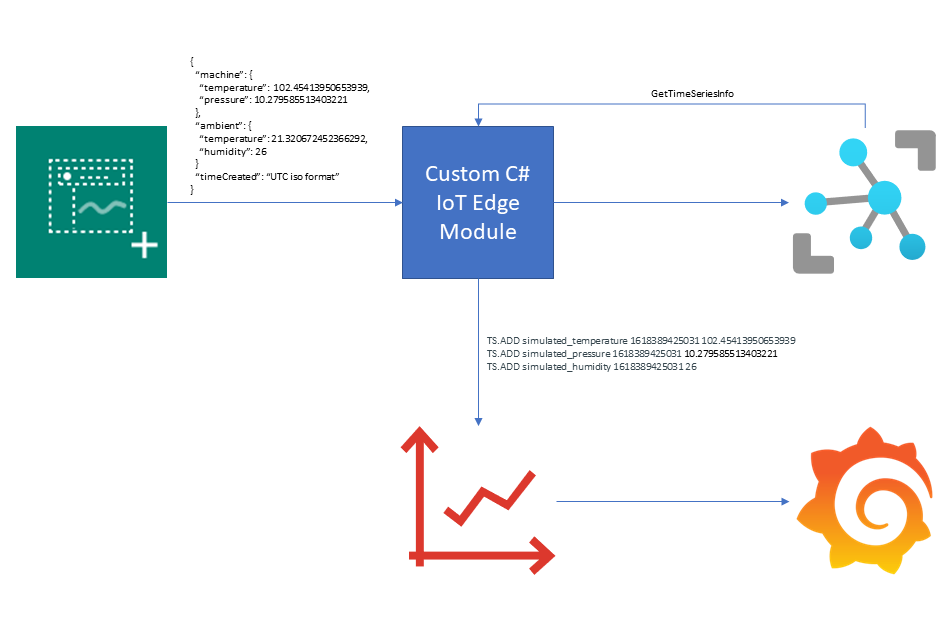 {
"machine": {
"temperature": 102.45413950653939,
"pressure": 10.279585513403221
},
"ambient": {
"temperature": 21.320672452366292,
"humidity": 26
}
"timeCreated": "UTC iso format"
}
GetTimeSeriesInfo
Custom C#
IoT Edge
Module
TS.ADD simulated_temperature 1618389425031 102.45413950653939
TS.ADD simulated_pressure 1618389425031 10.279585513403221
TS.ADD simulated_humidity 1618389425031 26